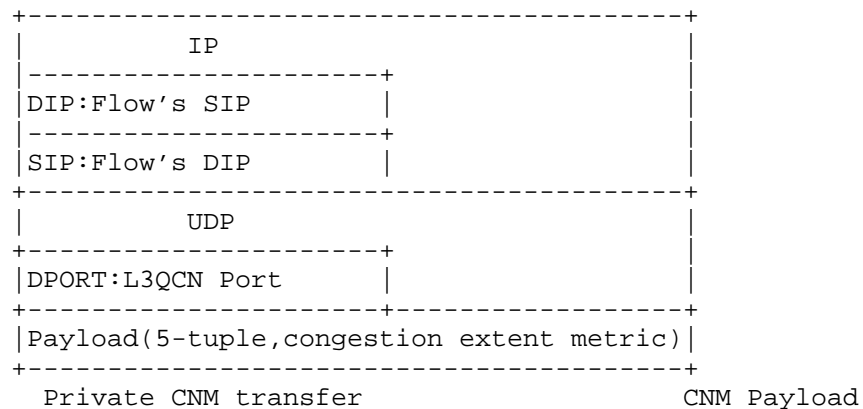 IP
DIP:Flow's SIP
SIP:Flow's DIP
UDP
DPORT:L3QCN Port
Payload(5-tuple,congestion extent metric)
Private CNM transfer CNM Payload